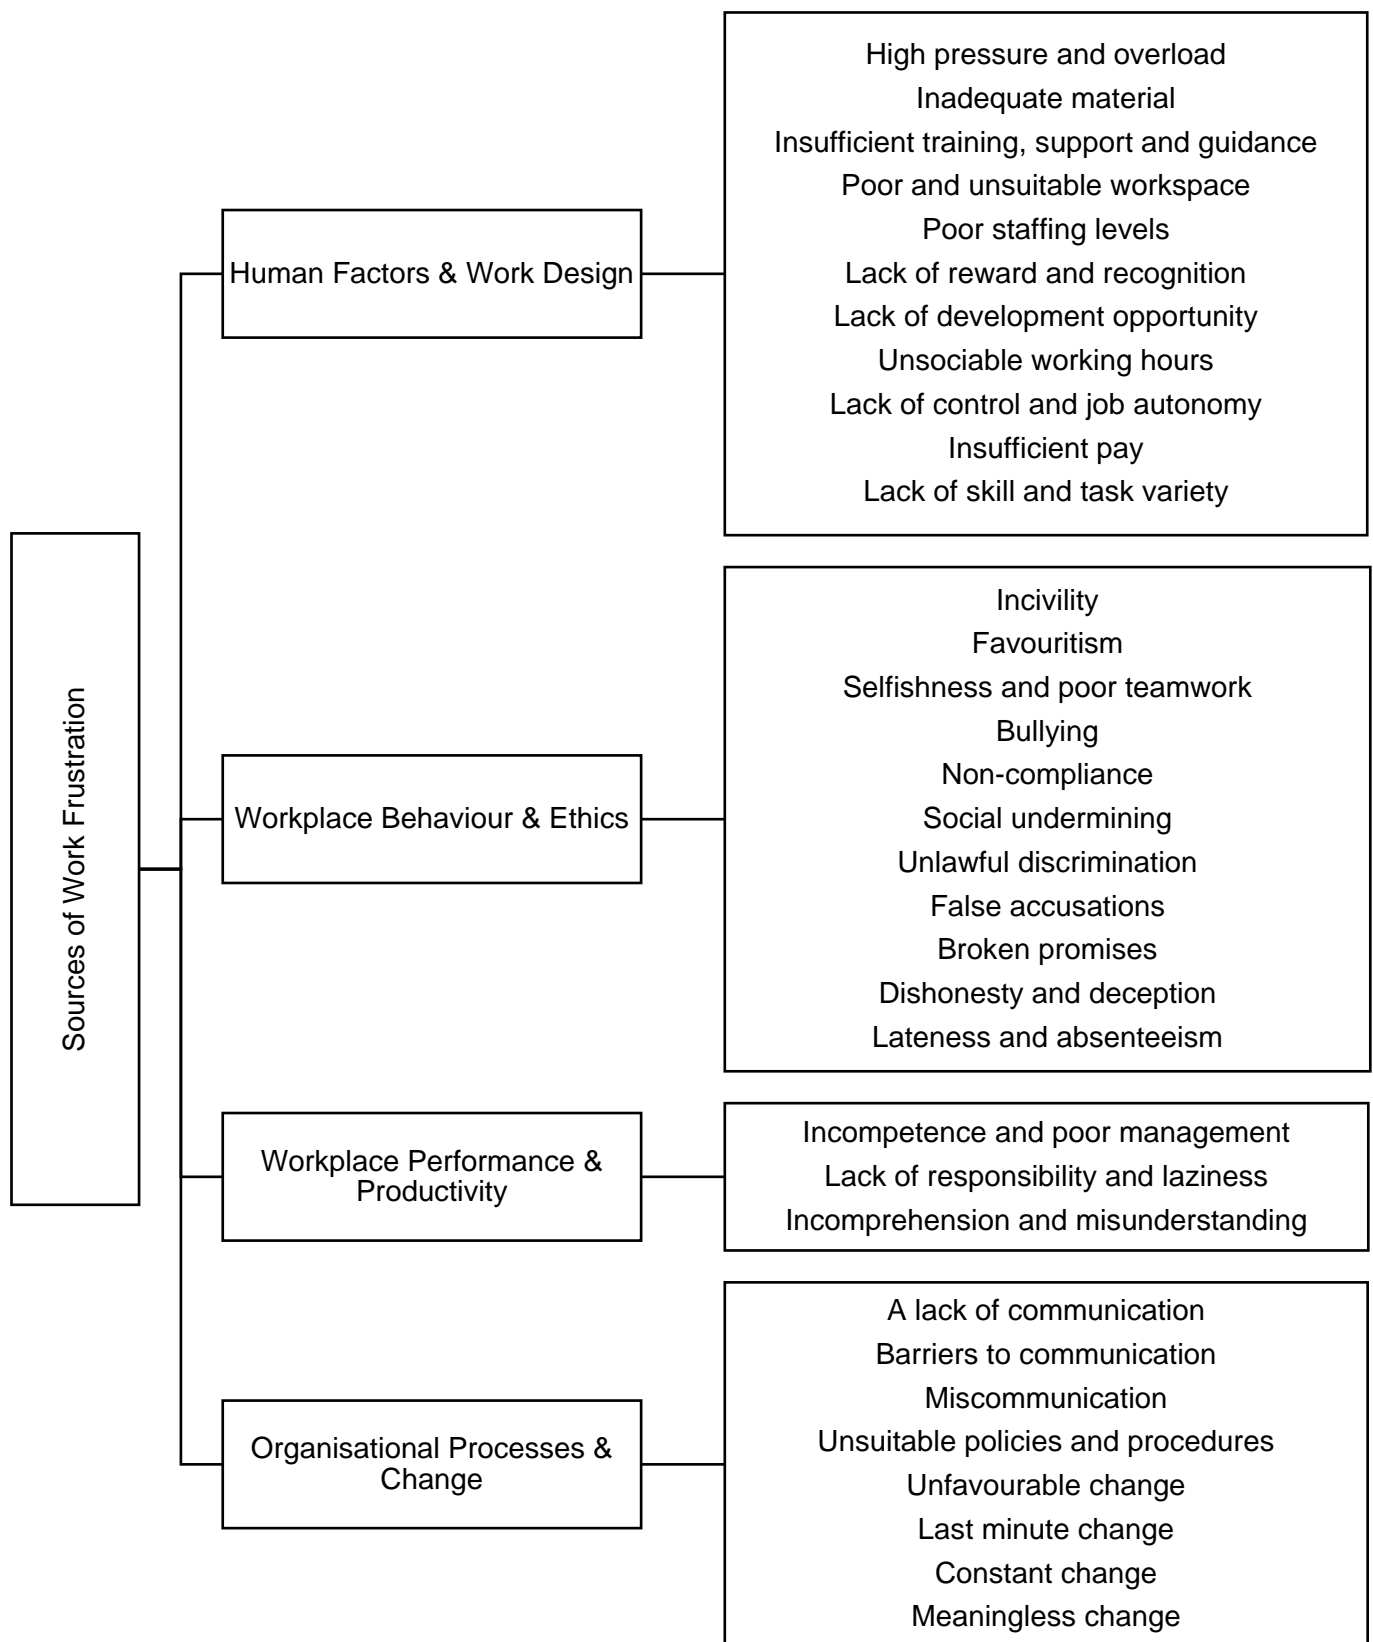 Sources of Work Frustration
Human Factors & Work Design
High pressure and overload
Inadequate material
Insufficient training, support and guidance
Poor and unsuitable workspace
Poor staffing levels
Lack of reward and recognition
Lack of development opportunity
Unsociable working hours
Lack of control and job autonomy
Insufficient pay
Lack of skill and task variety
Workplace Behaviour & Ethics
Incivility
Favouritism
Selfishness and poor teamwork
Bullying
Non-compliance
Social undermining
Unlawful discrimination
False accusations
Broken promises
Dishonesty and deception
Lateness and absenteeism
Workplace Performance &
Productivity
Incompetence and poor management
Lack of responsibility and laziness
Incomprehension and misunderstanding
Organisational Processes &
Change
A lack of communication
Barriers to communication
Miscommunication
Unsuitable policies and procedures
Unfavourable change
Last minute change
Constant change
Meaningless change